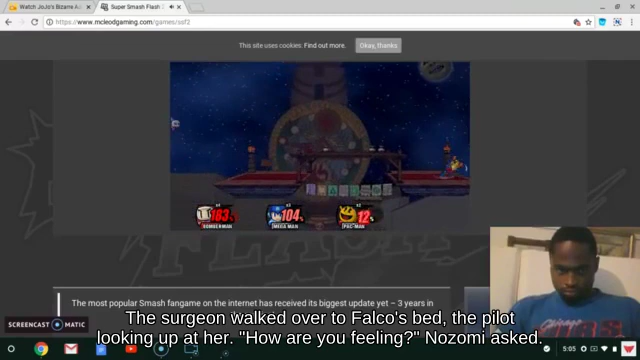 Watch JoJo's Bizarre Ad
Super Smash Flash 2
https://www.mcleodgaming.com/games/ssf2
This site uses cookies. Find out more.
Okay, thanks
183%
104%
12%
BOMBERMAN
MEGA MAN
PAC-MAN
The most popular Smash fangame on the internet has received its biggest update yet – 3 years in
SCREENCAST MATIC
The surgeon walked over to Falco's bed, the pilot
looking up at her. "How are you feeling?" Nozomi asked.
5:05